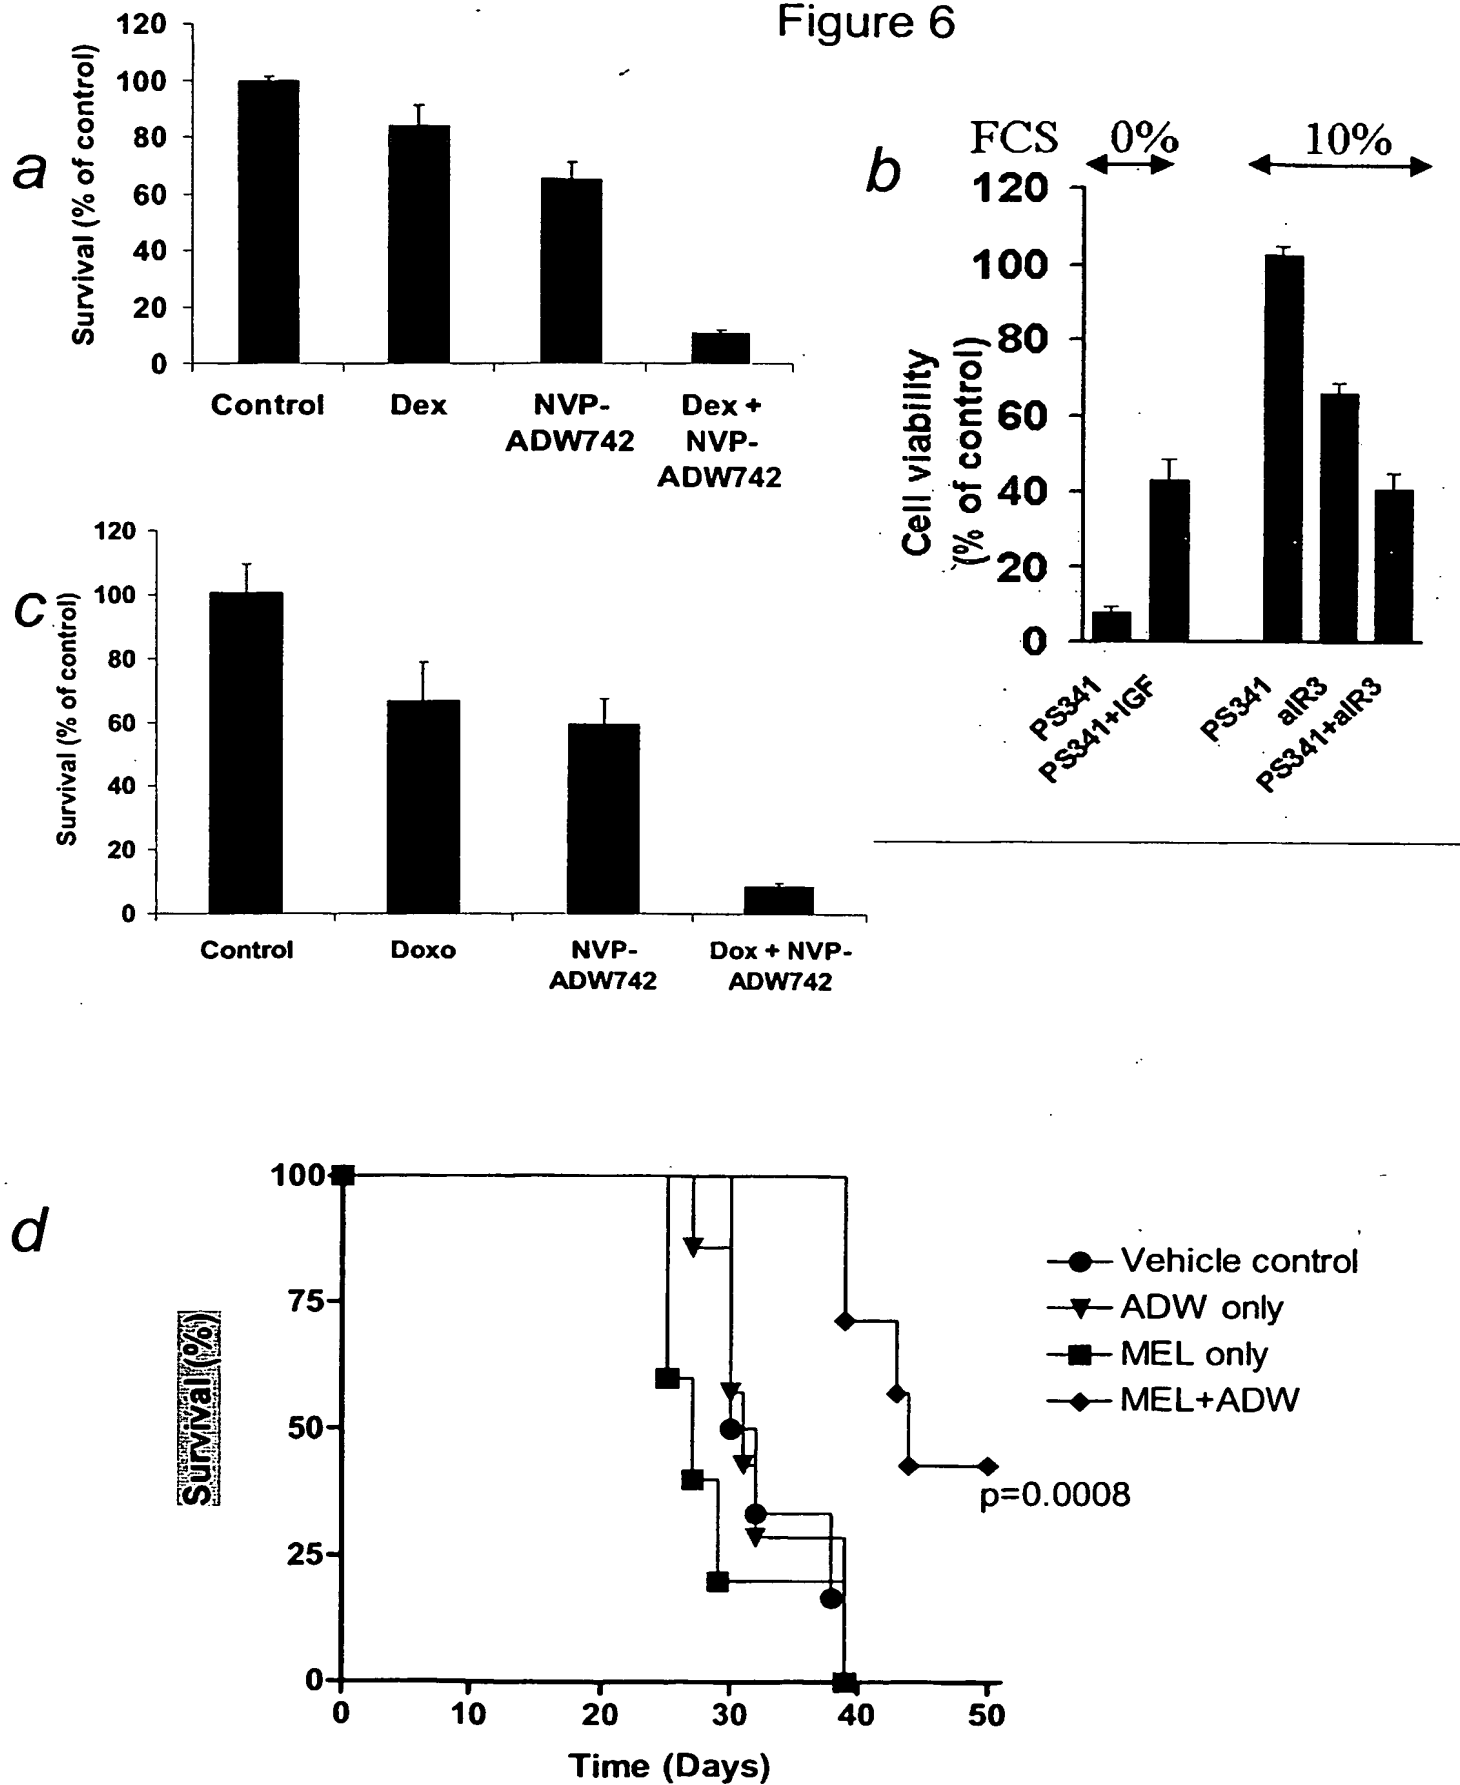 Figure 6
a
Survival (% of control)
120
100
80
60
40
20
0
Control
Dex
NVP-
ADW742
Dex +
NVP-
ADW742
b
FCS 0% 10%
Cell viability
(% of control)
120
100
80
60
40
20
0
PS341
PS341+IGF
PS341
aIR3
PS341+aIR3
c
Survival (% of control)
120
100
80
60
40
20
0
Control
Doxo
NVP-
ADW742
Dox + NVP-
ADW742
d
Survival (%)
100
75
50
25
0
0 10 20 30 40 50
Time (Days)
Vehicle control
ADW only
MEL only
MEL+ADW
p=0.0008